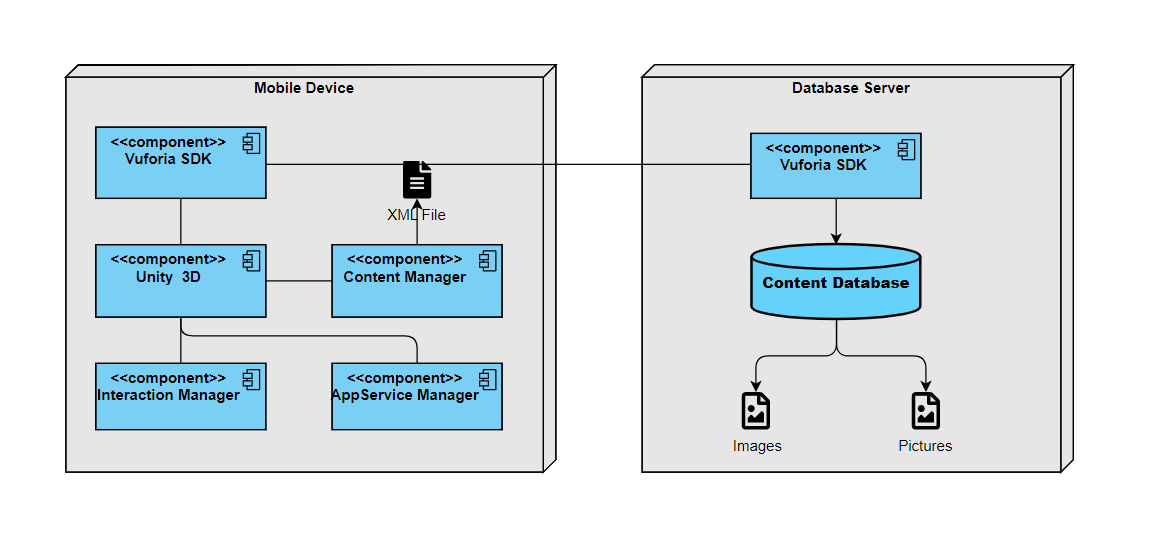 Mobile Device
<<component>>
Vuforia SDK
XML File
<<component>>
Unity 3D
<<component>>
Content Manager
<<component>>
Interaction Manager
<<component>>
AppService Manager
Database Server
<<component>>
Vuforia SDK
Content Database
Images
Pictures